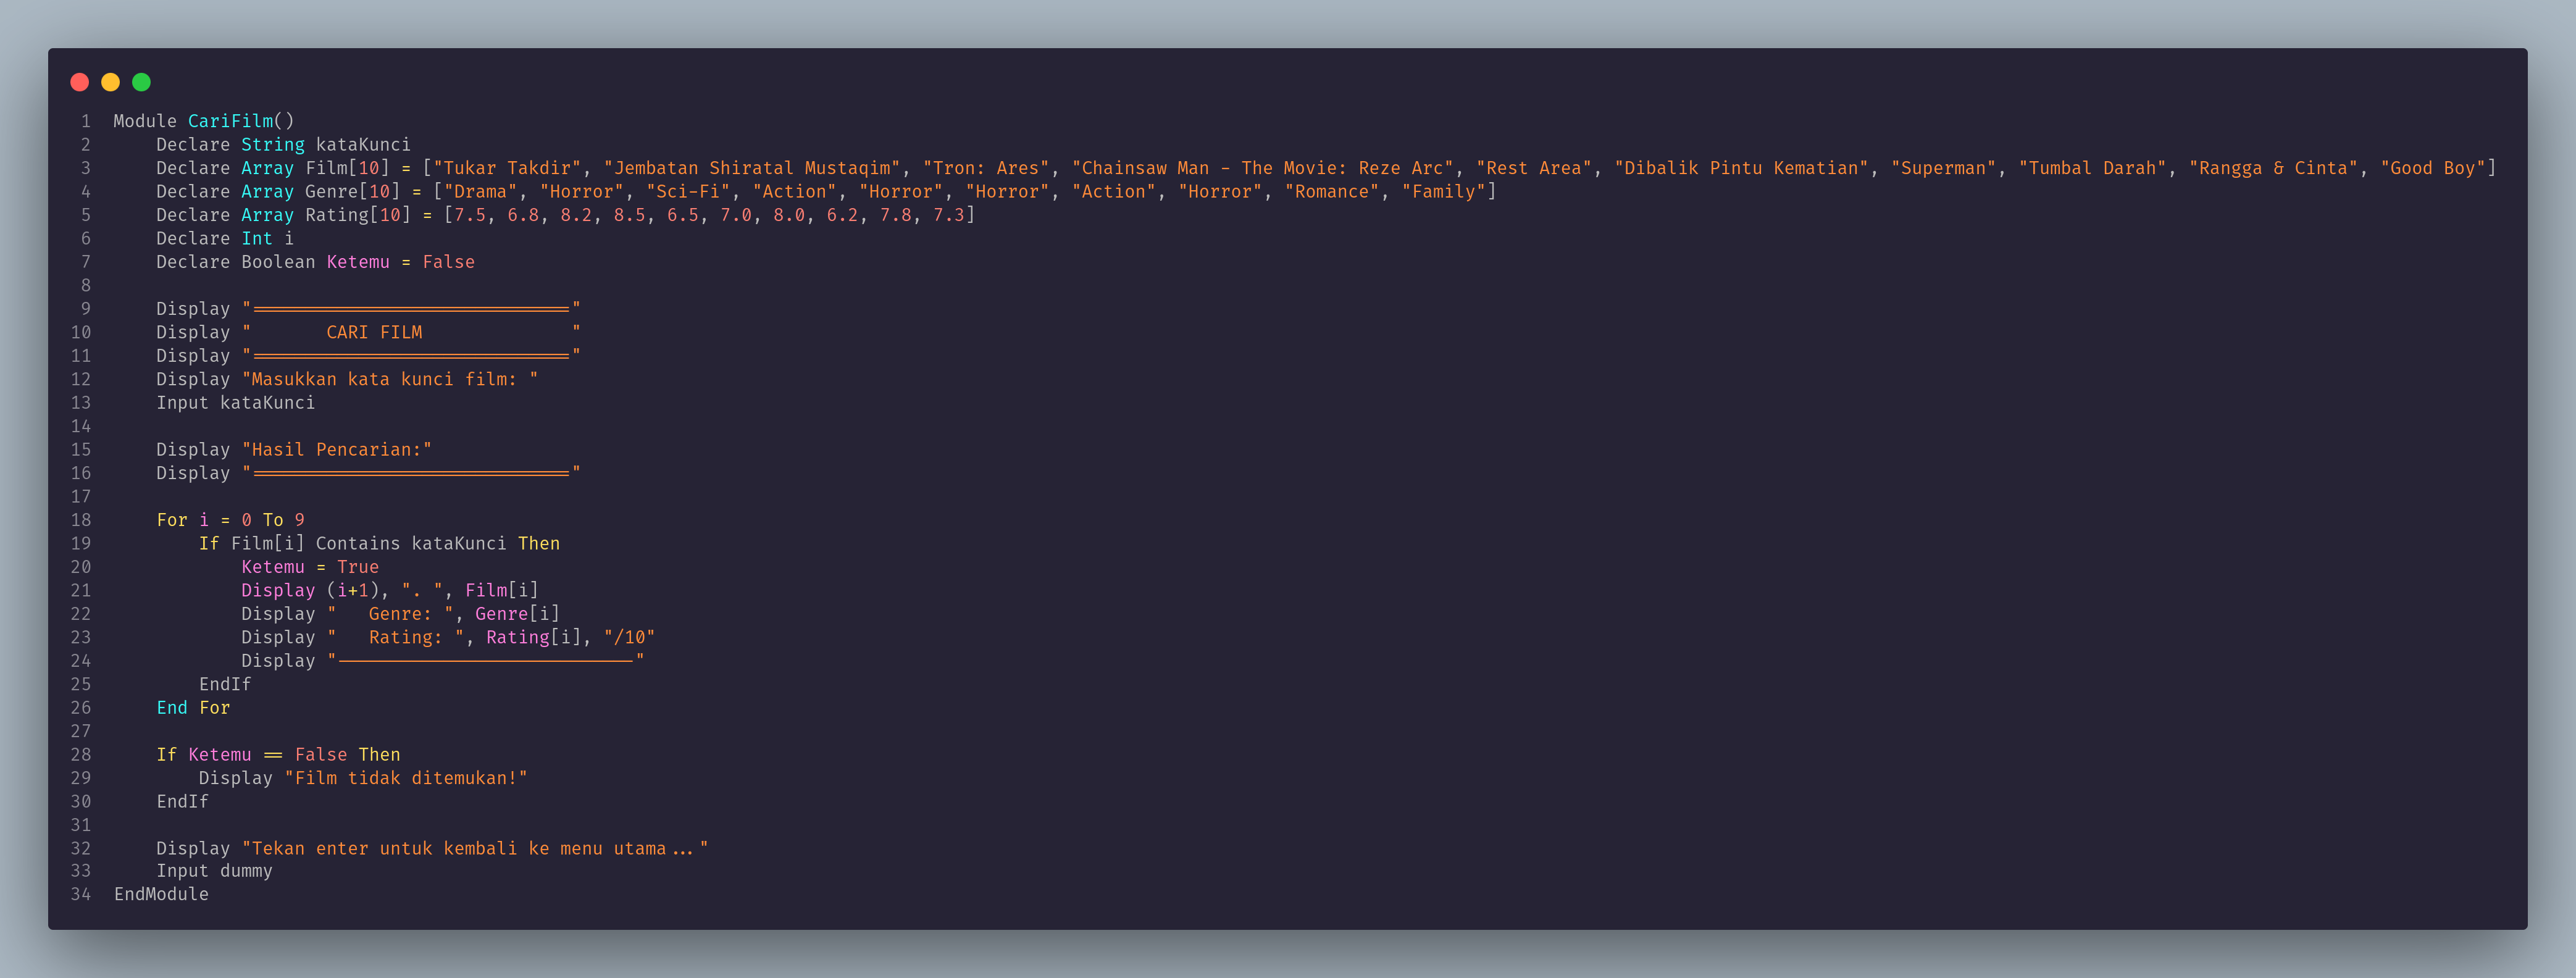 1 Module CariFilm()
2     Declare String kataKunci
3     Declare Array Film[10] = ["Tukar Takdir", "Jembatan Shiratal Mustaqim", "Tron: Ares", "Chainsaw Man - The Movie: Reze Arc", "Rest Area", "Dibalik Pintu Kematian", "Superman", "Tumbal Darah", "Rangga & Cinta", "Good Boy"]
4     Declare Array Genre[10] = ["Drama", "Horror", "Sci-Fi", "Action", "Horror", "Horror", "Action", "Horror", "Romance", "Family"]
5     Declare Array Rating[10] = [7.5, 6.8, 8.2, 8.5, 6.5, 7.0, 8.0, 6.2, 7.8, 7.3]
6     Declare Int i
7     Declare Boolean Ketemu = False
8
9     Display "=============================="
10     Display "       CARI FILM              "
11     Display "=============================="
12     Display "Masukkan kata kunci film: "
13     Input kataKunci
14
15     Display "Hasil Pencarian:"
16     Display "=============================="
17
18     For i = 0 To 9
19         If Film[i] Contains kataKunci Then
20             Ketemu = True
21             Display (i+1), ". ", Film[i]
22             Display "   Genre: ", Genre[i]
23             Display "   Rating: ", Rating[i], "/10"
24             Display "----------------------------"
25         EndIf
26     End For
27
28     If Ketemu == False Then
29         Display "Film tidak ditemukan!"
30     EndIf
31
32     Display "Tekan enter untuk kembali ke menu utama..."
33     Input dummy
34 EndModule